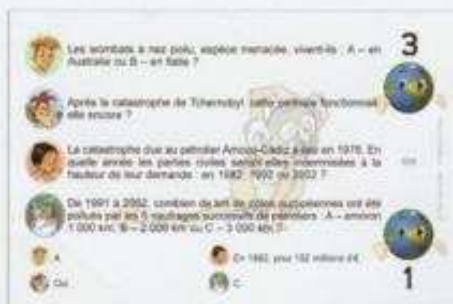 Les wombats à nez poilu, espèce menacée, vivent-ils : A – en
Australie ou B – en Italie ?
3
Après la catastrophe de Tchernobyl, cette centrale fonctionnait-
elle encore ?
La catastrophe due au pétrolier Amoco-Cadiz a lieu en 1978. En
quelle année les parties civiles seront-elles indemnisées à la
hauteur de leur demande : en 1982, 1992 ou 2002 ?
De 1991 à 2002, combien de km de côtes européennes ont été
pollués par les 5 naufrages successifs de pétroliers : A – environ
1 000 km, B – 2 000 km ou C – 3 000 km ?
A.
En 1992, pour 192 millions d'€.
Oui.
C.
1